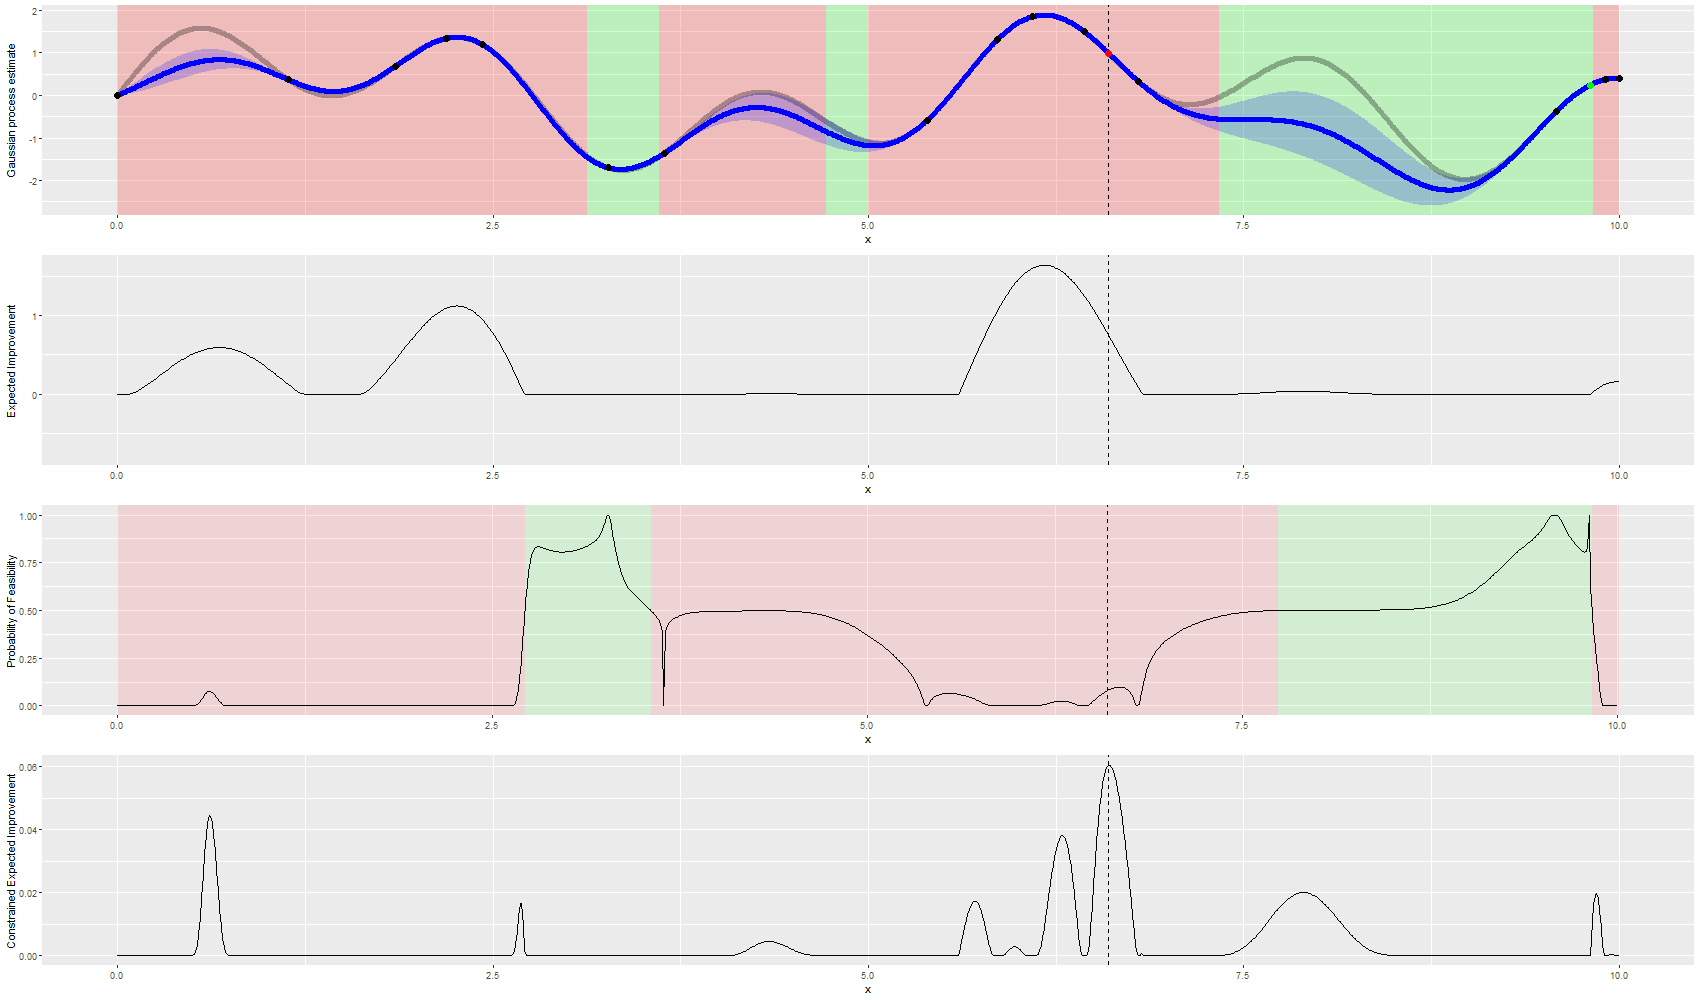 Gaussian process estimate
2
1
0
-1
-2
0.0 2.5 5.0 7.5 10.0
x
Expected Improvement
1
0
0.0 2.5 5.0 7.5 10.0
x
Probability of Feasibility
1.00
0.75
0.50
0.25
0.00
0.0 2.5 5.0 7.5 10.0
x
Constrained Expected Improvement
0.06
0.04
0.02
0.00
0.0 2.5 5.0 7.5 10.0
x